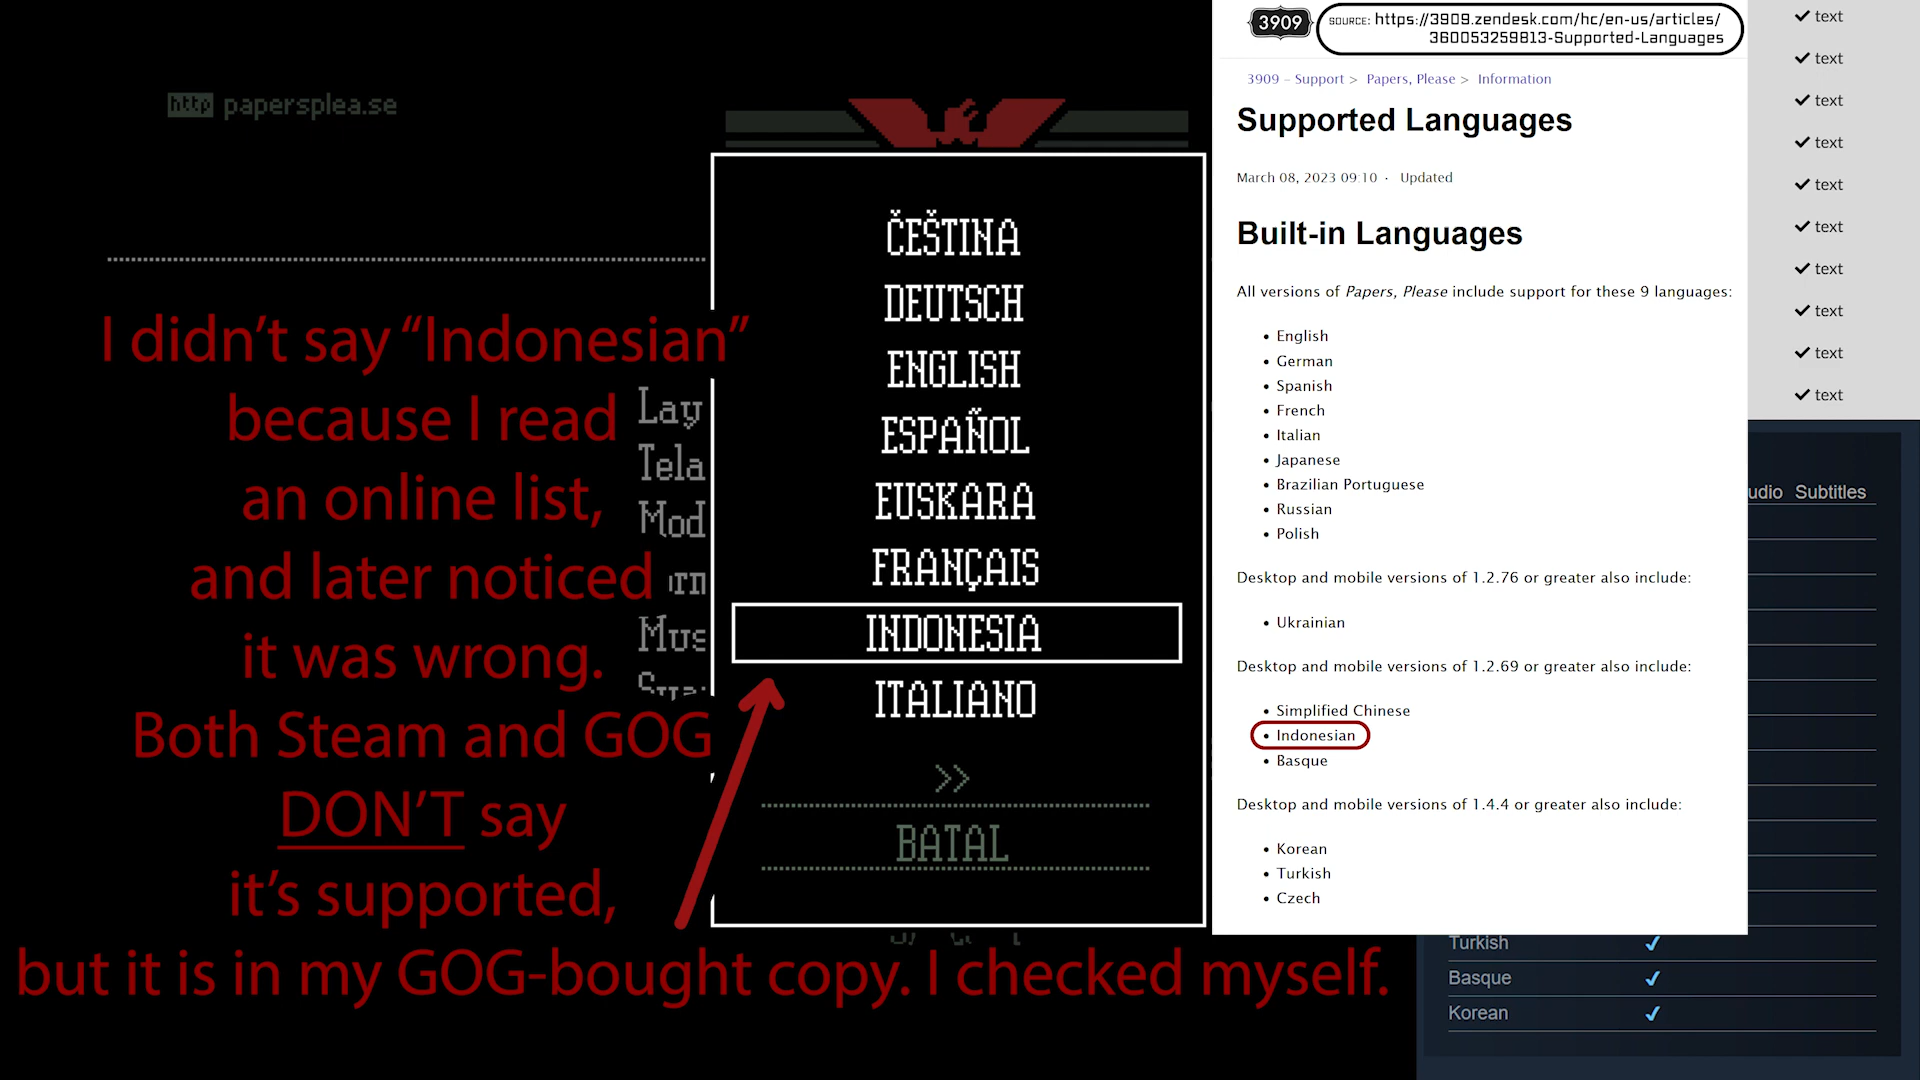 http papersplea.se
I didn't say “Indonesian”
because I read
an online list,
and later noticed
it was wrong.
Both Steam and GOG
DON'T say
it's supported,
but it is in my GOG-bought copy. I checked myself.
ČEŠTINA
DEUTSCH
ENGLISH
ESPAÑOL
EUSKARA
FRANÇAIS
INDONESIA
ITALIANO
>>
BATAL
3909
SOURCE: https://3909.zendesk.com/hc/en-us/articles/
360053259813-Supported-Languages
3909 – Support > Papers, Please > Information
Supported Languages
March 08, 2023 09:10 · Updated
Built-in Languages
All versions of Papers, Please include support for these 9 languages:
• English
• German
• Spanish
• French
• Italian
• Japanese
• Brazilian Portuguese
• Russian
• Polish
Desktop and mobile versions of 1.2.76 or greater also include:
• Ukrainian
Desktop and mobile versions of 1.2.69 or greater also include:
• Simplified Chinese
• Indonesian
• Basque
Desktop and mobile versions of 1.4.4 or greater also include:
• Korean
• Turkish
• Czech
✔ text
✔ text
✔ text
✔ text
✔ text
✔ text
✔ text
✔ text
✔ text
✔ text
Subtitles
Turkish ✔
Basque ✔
Korean ✔